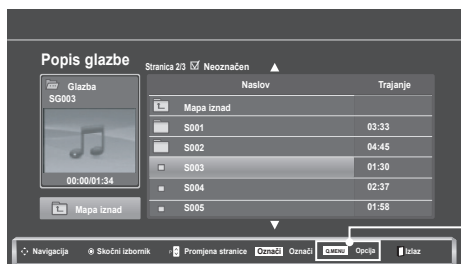 Popis glazbe
Stranica 2/3 Neoznačen
Glazba
SG003
00:00/01:34
Mapa iznad
Naslov Trajanje
Mapa iznad
S001 03:33
S002 04:45
S003 01:30
S004 02:37
S005 01:58
Navigacija Skočni izbornik P Promjena stranice Označi Označi Q.MENU Opcija Izlaz